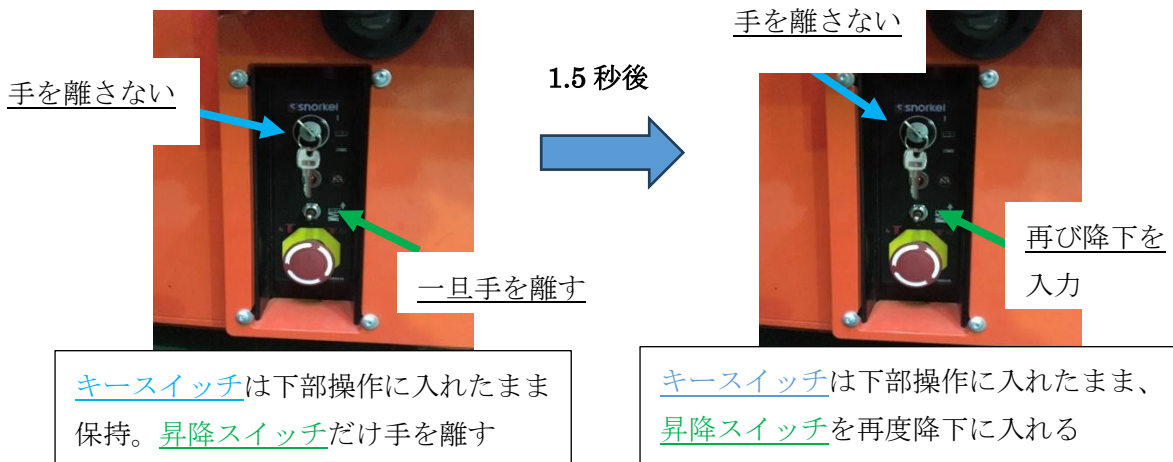 手を離さない
手を離さない
1.5 秒後
snorkel
snorkel
一旦手を離す
再び降下を
入力
キースイッチは下部操作に入れたまま
保持。昇降スイッチだけ手を離す
キースイッチは下部操作に入れたまま、
昇降スイッチを再度降下に入れる